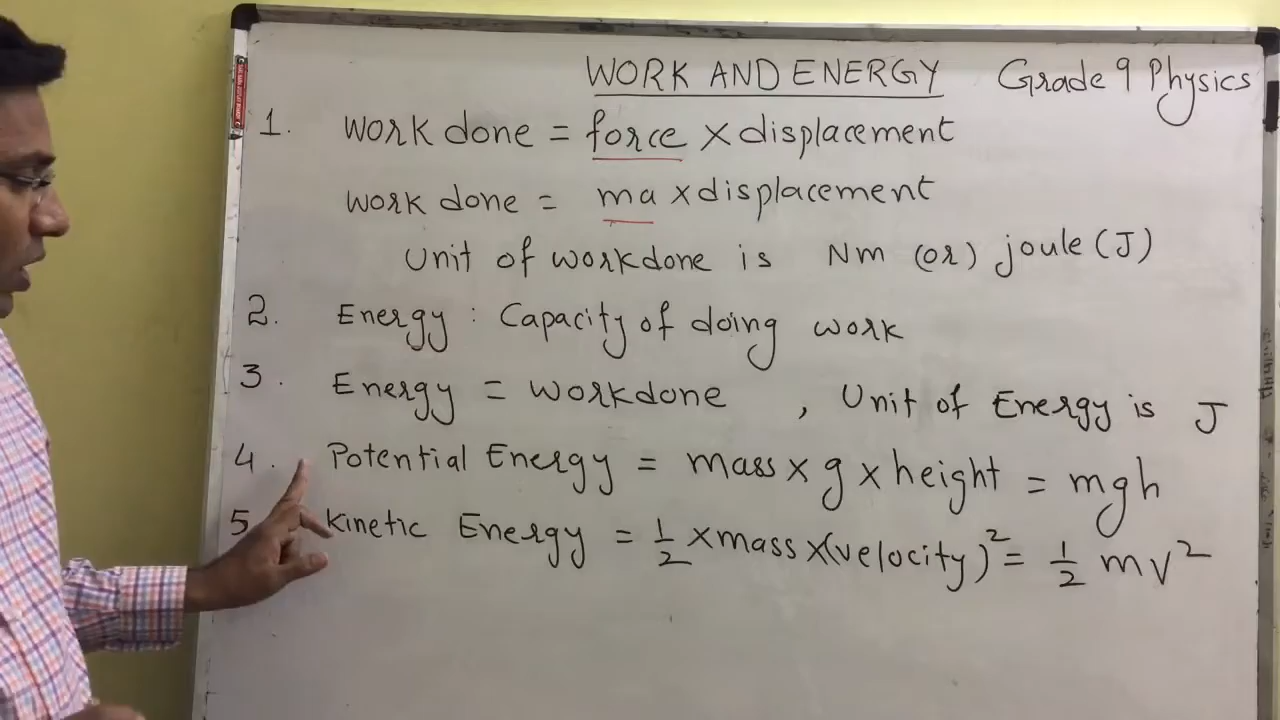 WORK AND ENERGY Grade 9 Physics
1. work done = force × displacement
work done = ma × displacement
Unit of workdone is Nm (or) joule (J)
2. Energy : Capacity of doing work
3. Energy = workdone , Unit of Energy is J
4. Potential Energy = mass × g × height = mgh
5 Kinetic Energy = 1/2 × mass × (velocity)² = 1/2 mv²